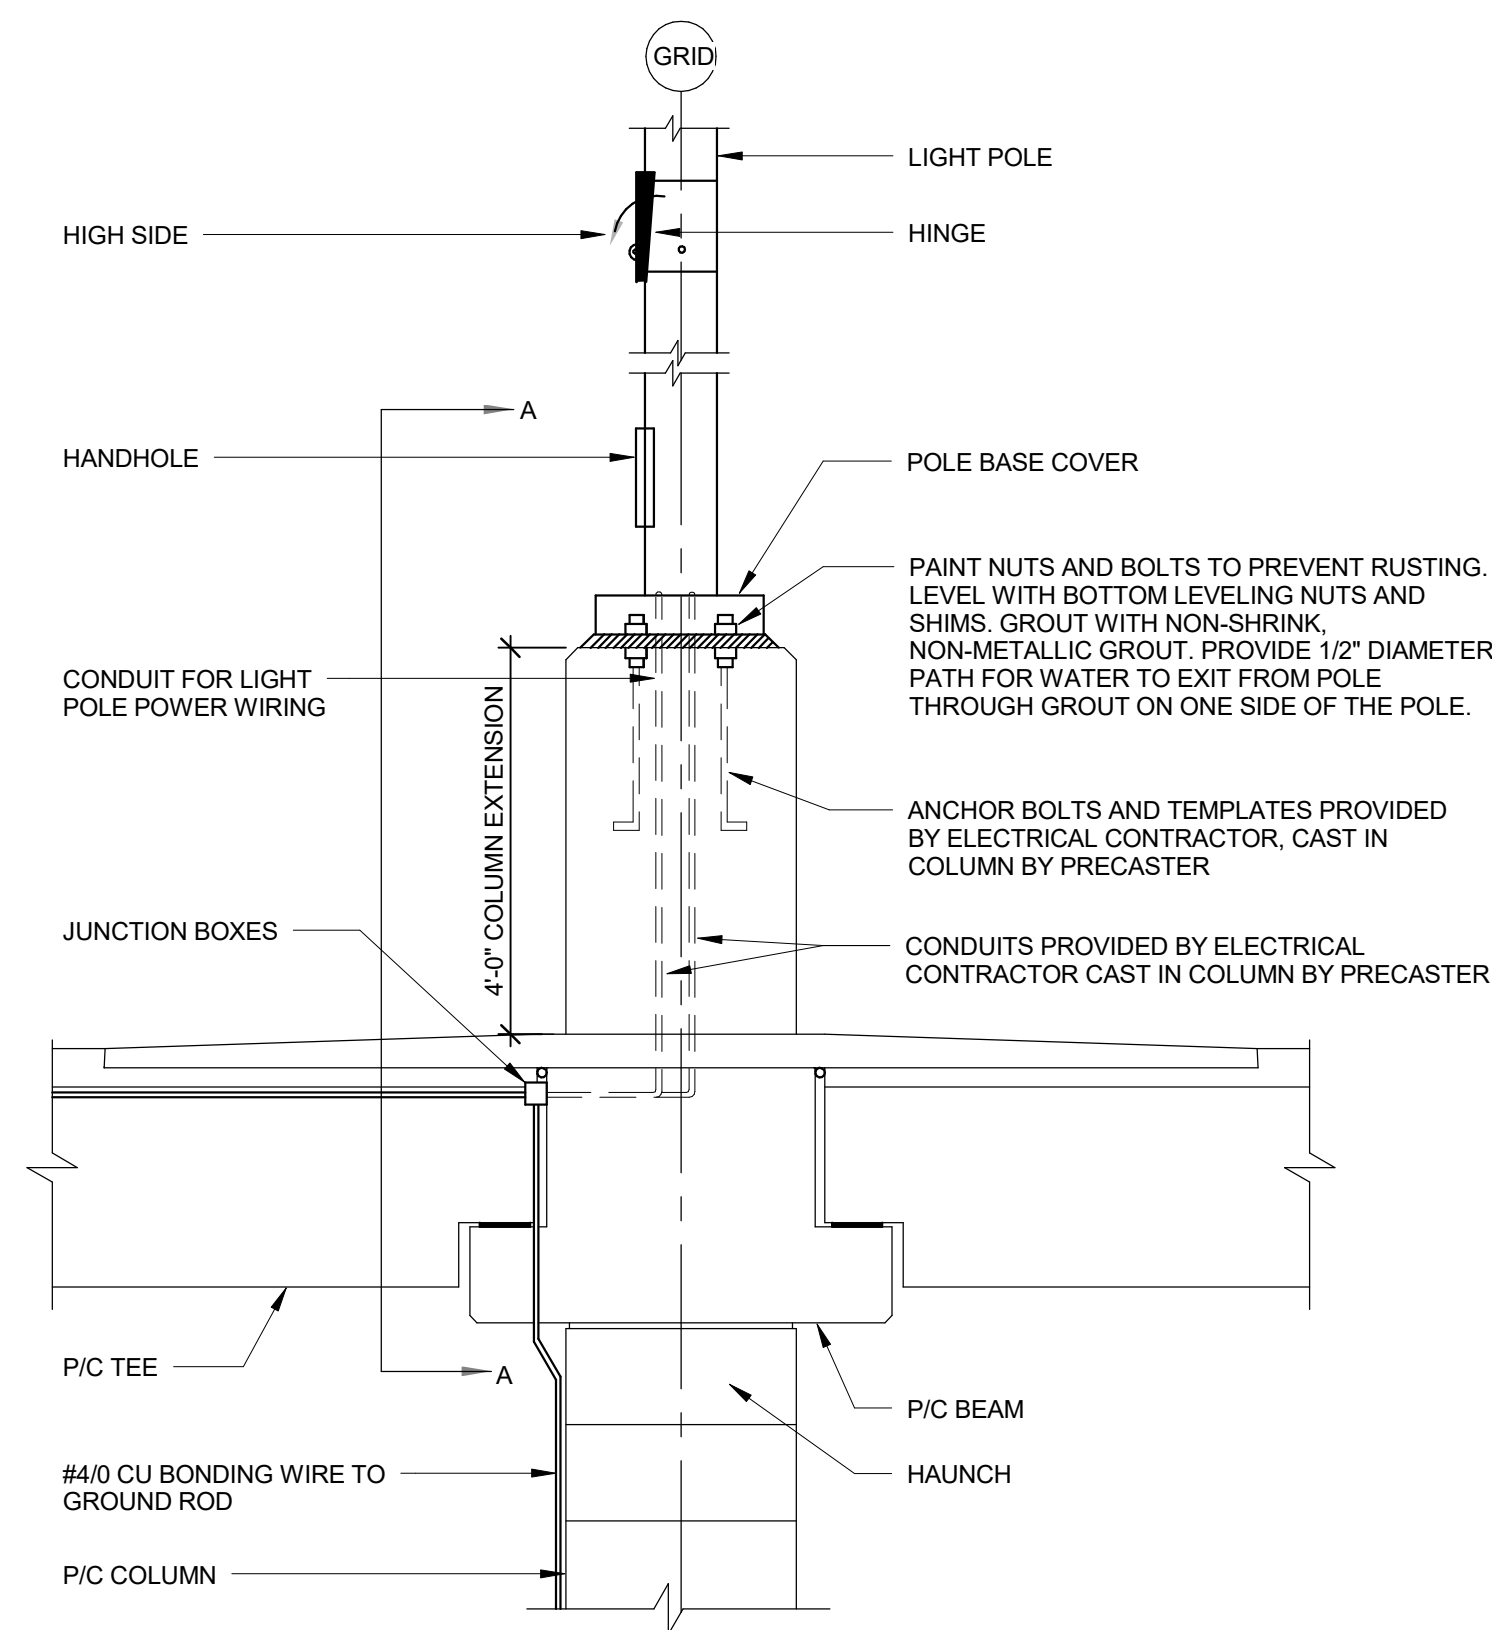 GRID
LIGHT POLE
HIGH SIDE
HINGE
A
HANDHOLE
POLE BASE COVER
PAINT NUTS AND BOLTS TO PREVENT RUSTING.
LEVEL WITH BOTTOM LEVELING NUTS AND
SHIMS. GROUT WITH NON-SHRINK,
NON-METALLIC GROUT. PROVIDE 1/2" DIAMETER
PATH FOR WATER TO EXIT FROM POLE
THROUGH GROUT ON ONE SIDE OF THE POLE.
CONDUIT FOR LIGHT
POLE POWER WIRING
4'-0" COLUMN EXTENSION
ANCHOR BOLTS AND TEMPLATES PROVIDED
BY ELECTRICAL CONTRACTOR, CAST IN
COLUMN BY PRECASTER
JUNCTION BOXES
CONDUITS PROVIDED BY ELECTRICAL
CONTRACTOR CAST IN COLUMN BY PRECASTER
P/C TEE
A
P/C BEAM
#4/0 CU BONDING WIRE TO
GROUND ROD
HAUNCH
P/C COLUMN